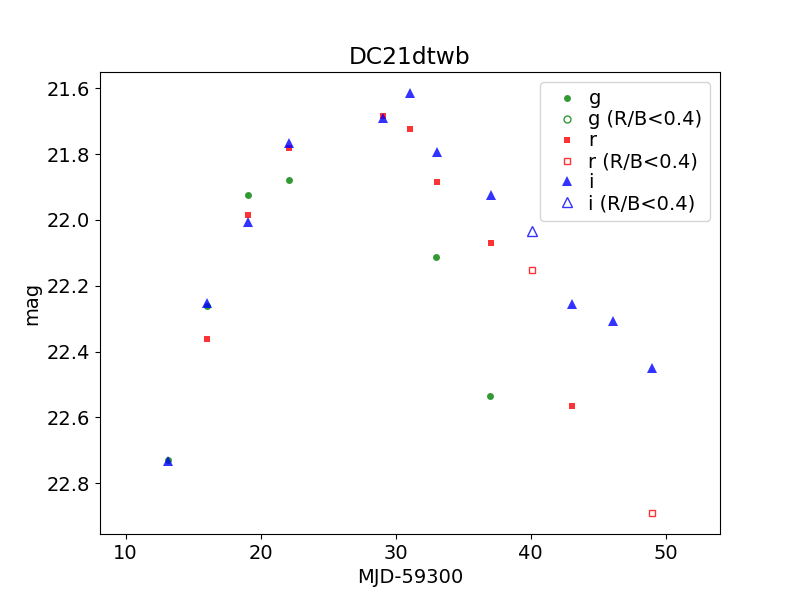 DC21dtwb
21.6
21.8
22.0
22.2
22.4
22.6
22.8
mag
g
g (R/B<0.4)
r
r (R/B<0.4)
i
i (R/B<0.4)
10 20 30 40 50
MJD-59300